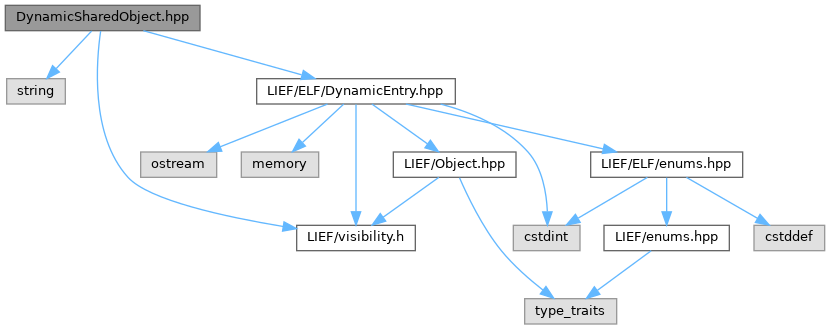 DynamicSharedObject.hpp
string
LIEF/ELF/DynamicEntry.hpp
ostream
memory
LIEF/Object.hpp
LIEF/ELF/enums.hpp
LIEF/visibility.h
cstdint
LIEF/enums.hpp
cstddef
type_traits